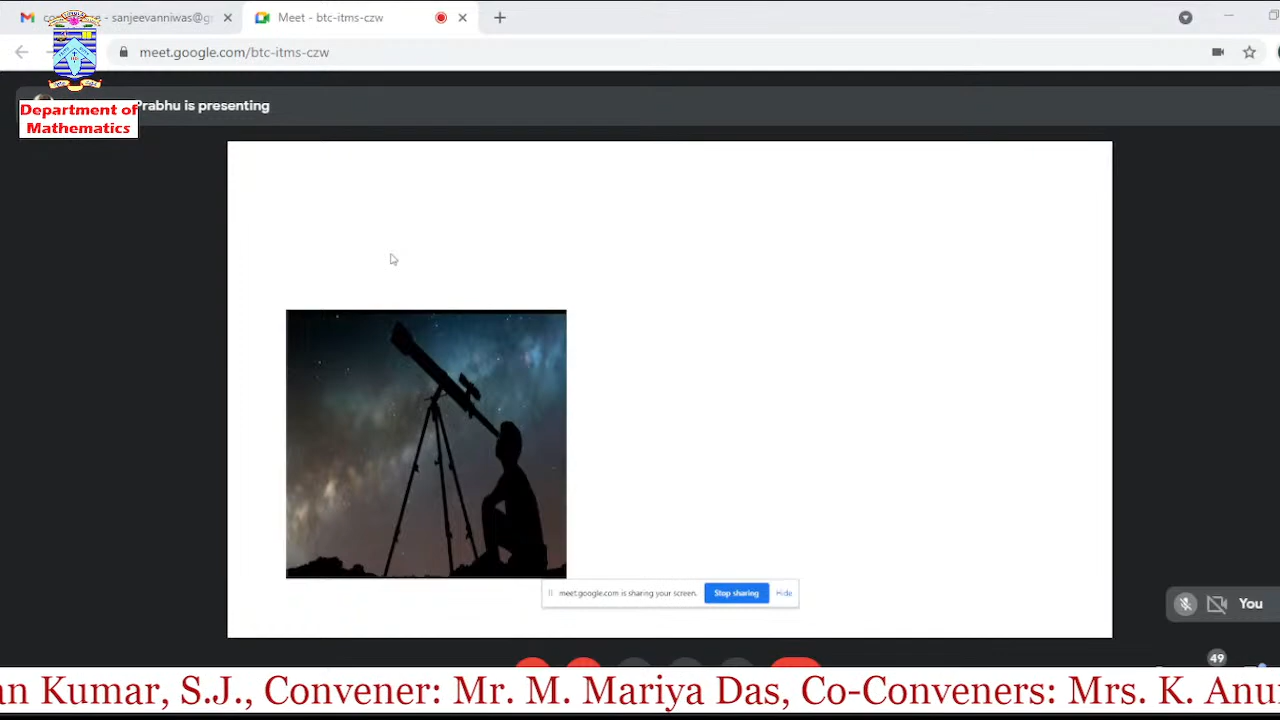 sanjeevanniwas@g
Meet - btc-itms-czw
meet.google.com/btc-itms-czw
Prabhu is presenting
Department of
Mathematics
meet.google.com is sharing your screen.
Stop sharing
Hide
You
49
an Kumar, S.J., Convener: Mr. M. Mariya Das, Co-Conveners: Mrs. K. Anu